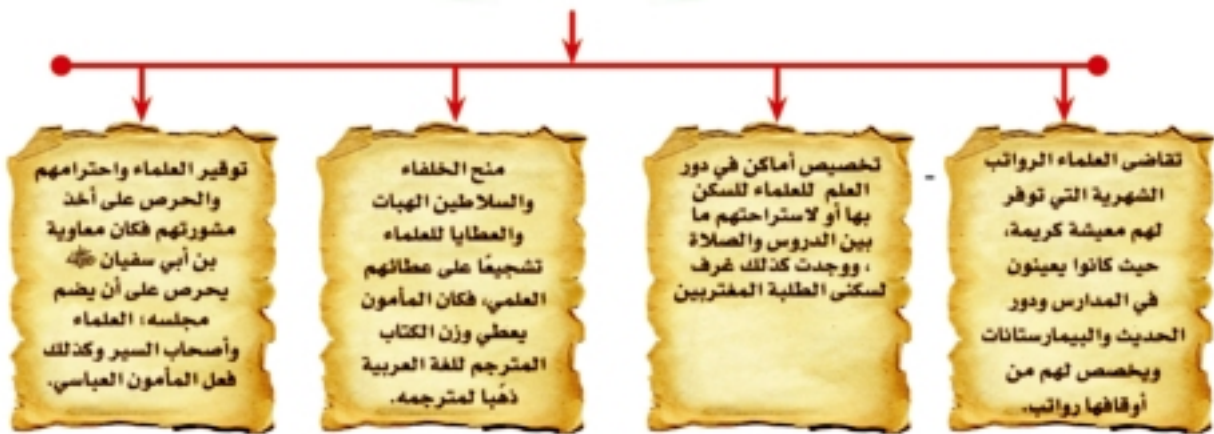 تقاضى العلماء الرواتب
الشهرية التي توفر
لهم معيشة كريمة،
حيث كانوا يعينون
في المدارس ودور
الحديث والبيمارستانات
ويخصص لهم من
أوقافها رواتب.
-
تخصيص أماكن في دور
العلم للعلماء للسكن
بها أو لاستراحتهم ما
بين الدروس والصلاة
، ووجدت كذلك غرف
لسكنى الطلبة المغتربين
منح الخلفاء
والسلاطين الهبات
والعطايا للعلماء
تشجيعًا على عطائهم
العلمي، فكان المأمون
يعطي وزن الكتاب
المترجم للغة العربية
ذهبًا لمترجمه.
توقير العلماء واحترامهم
والحرص على أخذ
مشورتهم فكان معاوية
بن أبي سفيان
يحرص على أن يضم
مجلسه، العلماء
وأصحاب السير وكذلك
فعل المأمون العباسي.